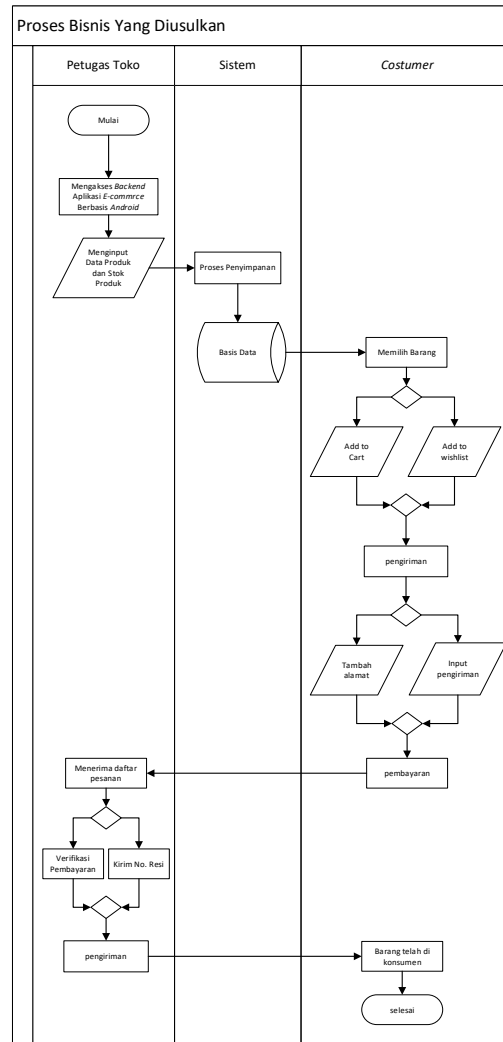 Proses Bisnis Yang Diusulkan
Petugas Toko
Sistem
Costumer
Mulai
Mengakses Backend
Aplikasi E-commrce
Berbasis Android
Menginput
Data Produk
dan Stok
Produk
Proses Penyimpanan
Basis Data
Memilih Barang
Add to
Cart
Add to
wishlist
pengiriman
Tambah
alamat
Input
pengiriman
pembayaran
Menerima daftar
pesanan
Verifikasi
Pembayaran
Kirim No. Resi
pengiriman
Barang telah di
konsumen
selesai